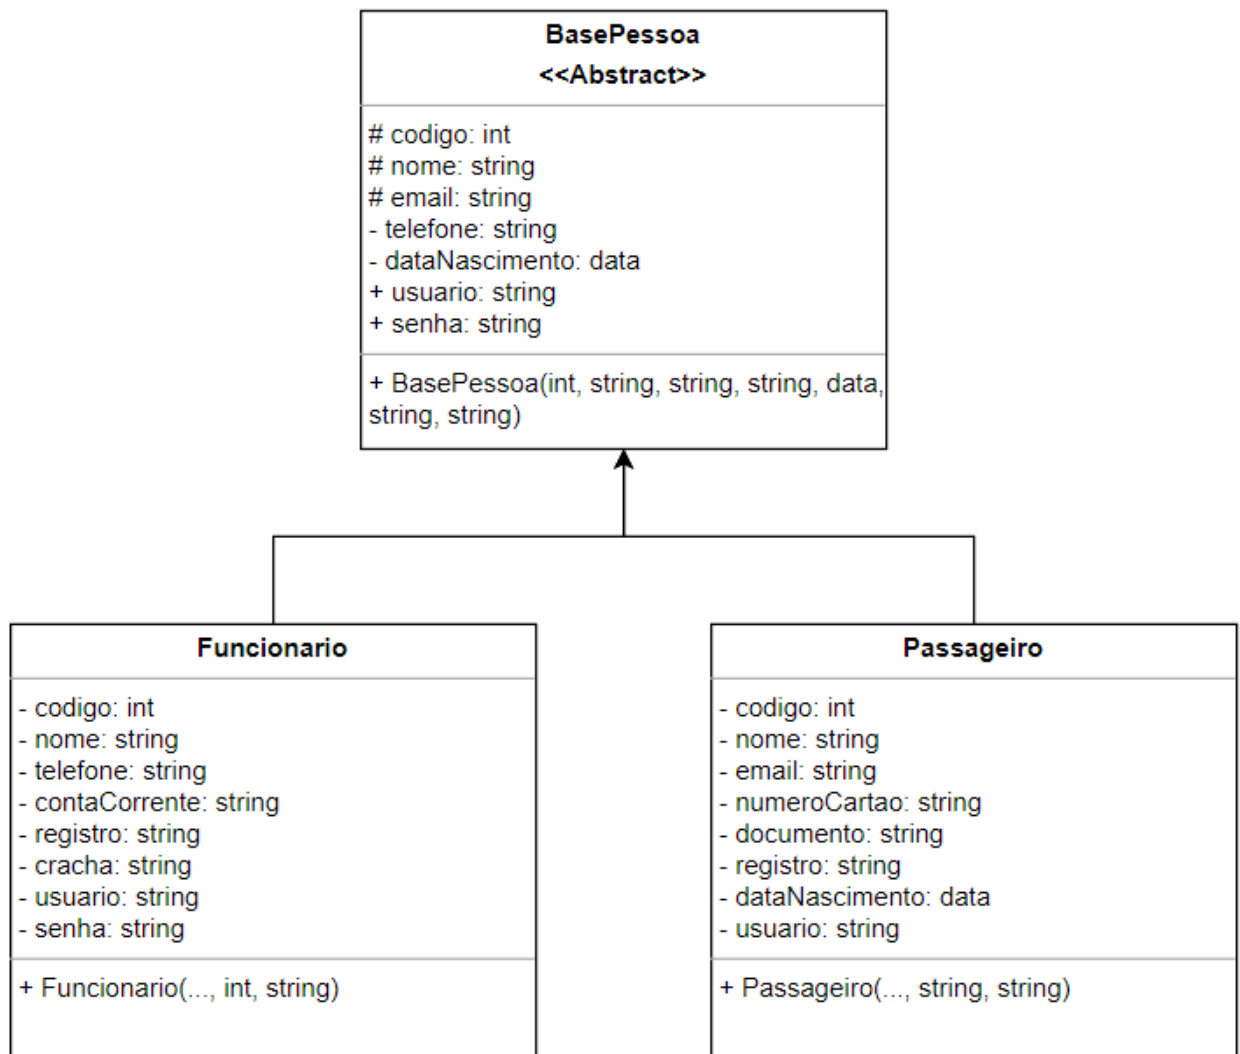 BasePessoa
<<Abstract>>
# codigo: int
# nome: string
# email: string
- telefone: string
- dataNascimento: data
+ usuario: string
+ senha: string
+ BasePessoa(int, string, string, string, data,
string, string)
Funcionario
- codigo: int
- nome: string
- telefone: string
- contaCorrente: string
- registro: string
- cracha: string
- usuario: string
- senha: string
+ Funcionario(..., int, string)
Passageiro
- codigo: int
- nome: string
- email: string
- numeroCartao: string
- documento: string
- registro: string
- dataNascimento: data
- usuario: string
+ Passageiro(..., string, string)